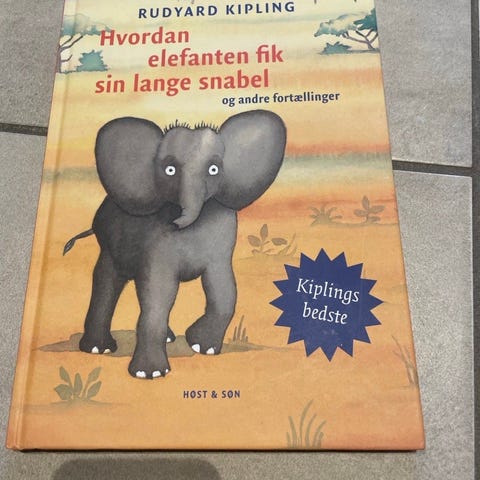 RUDYARD KIPLING
Hvordan
elefanten fik
sin lange snabel
og andre fortællinger
Kiplings
bedste
HØST & SØN